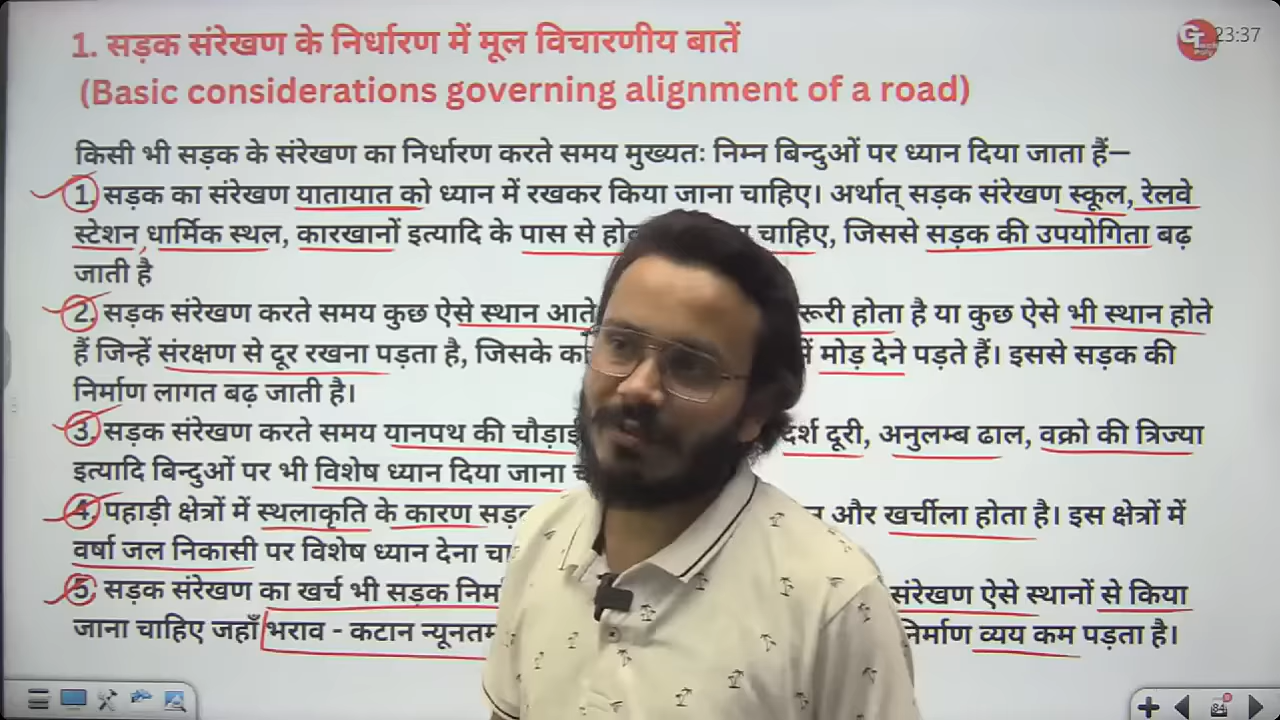 1. सड़क संरेखण के निर्धारण में मूल विचारणीय बातें
GT
23:37
(Basic considerations governing alignment of a road)
किसी भी सड़क के संरेखण का निर्धारण करते समय मुख्यतः निम्न बिन्दुओं पर ध्यान दिया जाता हैं—
1. सड़क का संरेखण यातायात को ध्यान में रखकर किया जाना चाहिए। अर्थात् सड़क संरेखण स्कूल, रेलवे
स्टेशन, धार्मिक स्थल, कारखानों इत्यादि के पास से चाहिए, जिससे सड़क की उपयोगिता बढ़
जाती है
2. सड़क संरेखण करते समय कुछ ऐसे स्थान आते होता है या कुछ ऐसे भी स्थान होते
हैं जिन्हें संरक्षण से दूर रखना पड़ता है, जिसके मोड़ देने पड़ते हैं। इससे सड़क की
निर्माण लागत बढ़ जाती है।
3. सड़क संरेखण करते समय यानपथ की दूरी, अनुलम्ब ढाल, वक्रो की त्रिज्या
इत्यादि बिन्दुओं पर भी विशेष ध्यान दिया जाना
4. पहाड़ी क्षेत्रों में स्थलाकृति के कारण और खर्चीला होता है। इस क्षेत्रों में
वर्षा जल निकासी पर विशेष ध्यान देना
5. सड़क संरेखण का खर्च भी सड़क संरेखण ऐसे स्थानों से किया
जाना चाहिए जहाँ भराव - कटान निर्माण व्यय कम पड़ता है।
84